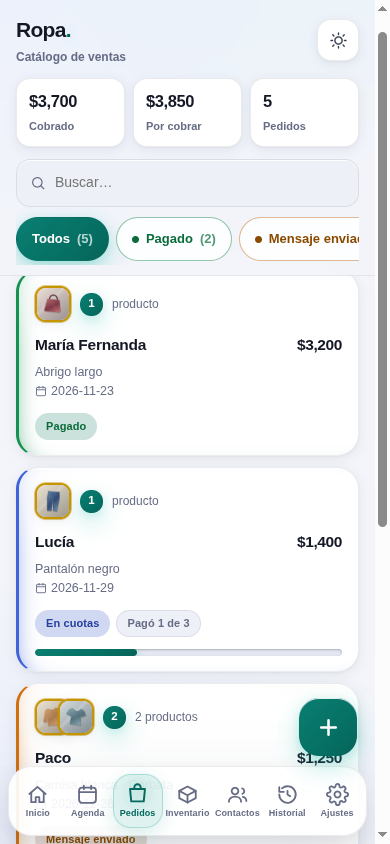 Ropa.
Catálogo de ventas
$3,700
Cobrado
$3,850
Por cobrar
5
Pedidos
Buscar…
Todos (5)
Pagado (2)
Mensaje enviad
1 producto
María Fernanda $3,200
Abrigo largo
2026-11-23
Pagado
1 producto
Lucía $1,400
Pantalón negro
2026-11-29
En cuotas Pagó 1 de 3
2 2 productos
Paco $1,250
Inicio
Agenda
Pedidos
Inventario
Contactos
Historial
Ajustes
Mensaje enviado